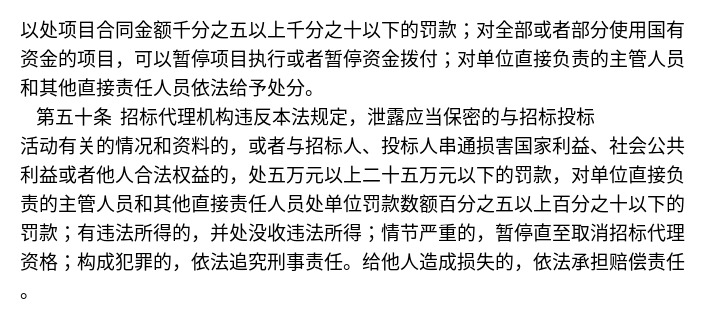 以处项目合同金额千分之五以上千分之十以下的罚款；对全部或者部分使用国有
资金的项目，可以暂停项目执行或者暂停资金拨付；对单位直接负责的主管人员
和其他直接责任人员依法给予处分。
第五十条 招标代理机构违反本法规定，泄露应当保密的与招标投标
活动有关的情况和资料的，或者与招标人、投标人串通损害国家利益、社会公共
利益或者他人合法权益的，处五万元以上二十五万元以下的罚款，对单位直接负
责的主管人员和其他直接责任人员处单位罚款数额百分之五以上百分之十以下的
罚款；有违法所得的，并处没收违法所得；情节严重的，暂停直至取消招标代理
资格；构成犯罪的，依法追究刑事责任。给他人造成损失的，依法承担赔偿责任
。